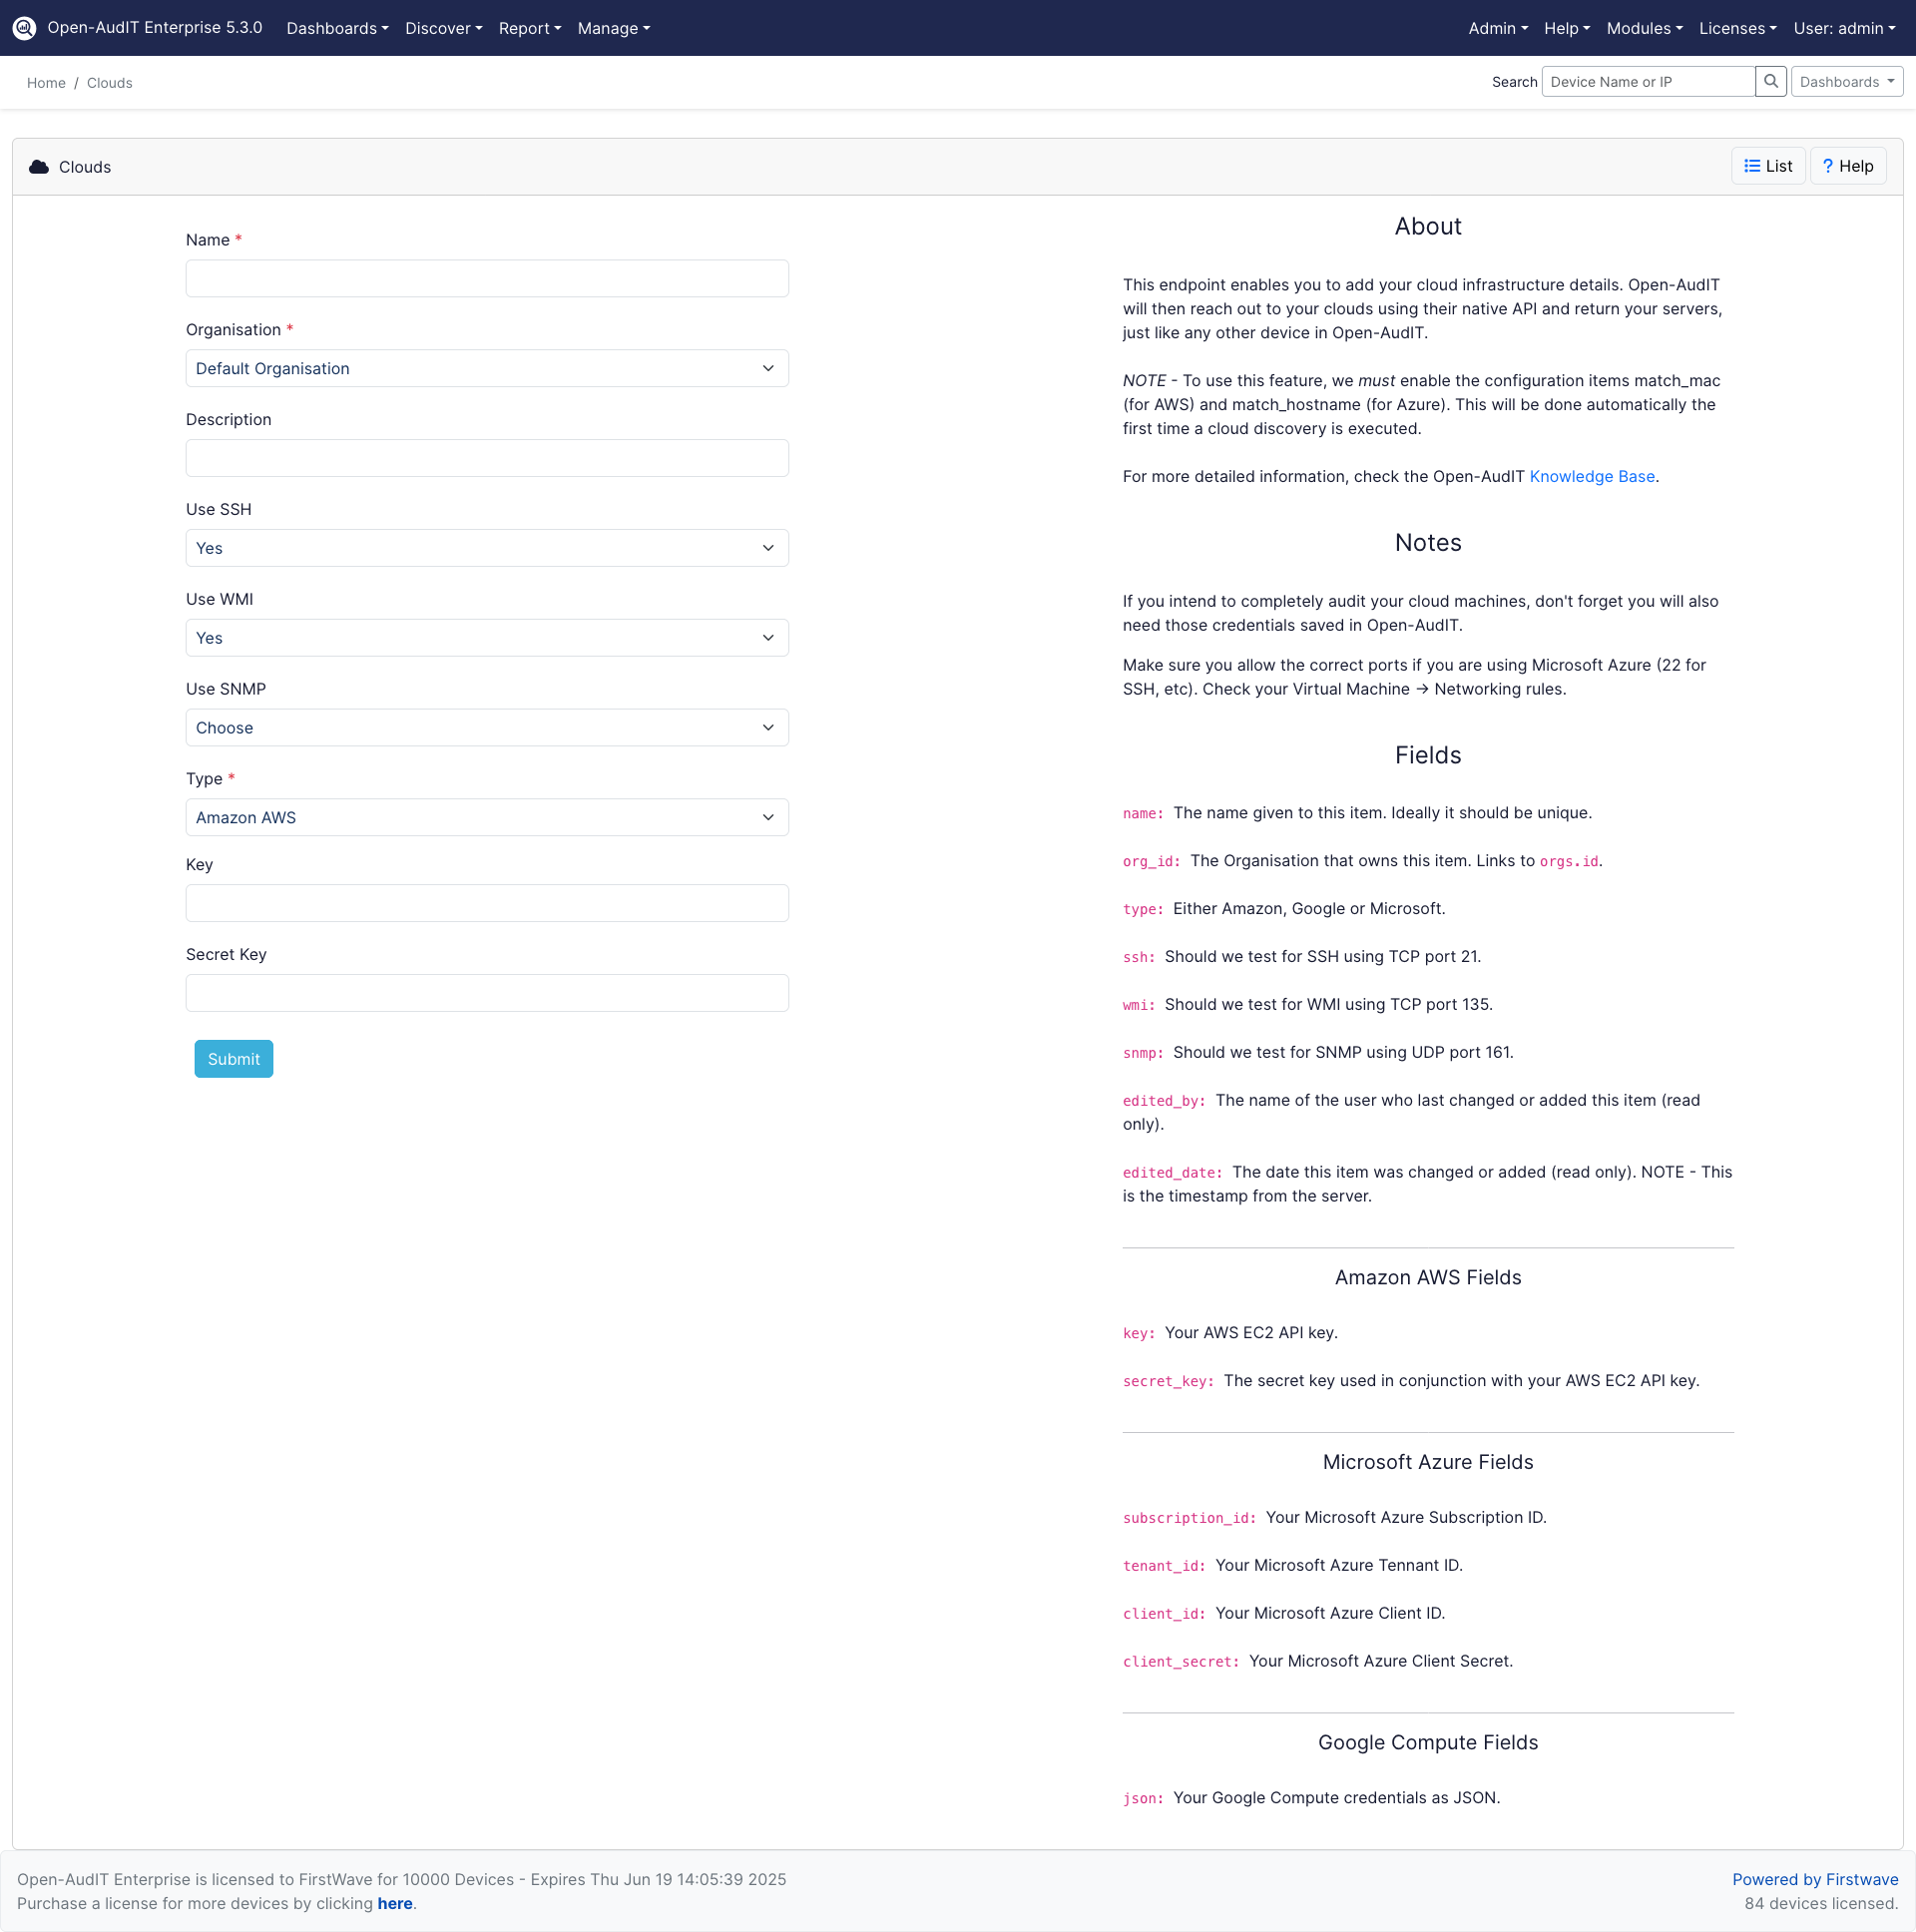 Open-AudIT Enterprise 5.3.0 Dashboards Discover Report Manage Admin Help Modules Licenses User: admin
Home / Clouds Search Device Name or IP Dashboards
Clouds List ? Help
Name *
Organisation *
Default Organisation
Description
Use SSH
Yes
Use WMI
Yes
Use SNMP
Choose
Type *
Amazon AWS
Key
Secret Key
Submit
About
This endpoint enables you to add your cloud infrastructure details. Open-AudIT
will then reach out to your clouds using their native API and return your servers,
just like any other device in Open-AudIT.
NOTE - To use this feature, we must enable the configuration items match_mac
(for AWS) and match_hostname (for Azure). This will be done automatically the
first time a cloud discovery is executed.
For more detailed information, check the Open-AudIT Knowledge Base.
Notes
If you intend to completely audit your cloud machines, don't forget you will also
need those credentials saved in Open-AudIT.
Make sure you allow the correct ports if you are using Microsoft Azure (22 for
SSH, etc). Check your Virtual Machine → Networking rules.
Fields
name: The name given to this item. Ideally it should be unique.
org_id: The Organisation that owns this item. Links to orgs.id.
type: Either Amazon, Google or Microsoft.
ssh: Should we test for SSH using TCP port 21.
wmi: Should we test for WMI using TCP port 135.
snmp: Should we test for SNMP using UDP port 161.
edited_by: The name of the user who last changed or added this item (read
only).
edited_date: The date this item was changed or added (read only). NOTE - This
is the timestamp from the server.
Amazon AWS Fields
key: Your AWS EC2 API key.
secret_key: The secret key used in conjunction with your AWS EC2 API key.
Microsoft Azure Fields
subscription_id: Your Microsoft Azure Subscription ID.
tenant_id: Your Microsoft Azure Tennant ID.
client_id: Your Microsoft Azure Client ID.
client_secret: Your Microsoft Azure Client Secret.
Google Compute Fields
json: Your Google Compute credentials as JSON.
Open-AudIT Enterprise is licensed to FirstWave for 10000 Devices - Expires Thu Jun 19 14:05:39 2025 Powered by Firstwave
Purchase a license for more devices by clicking here. 84 devices licensed.